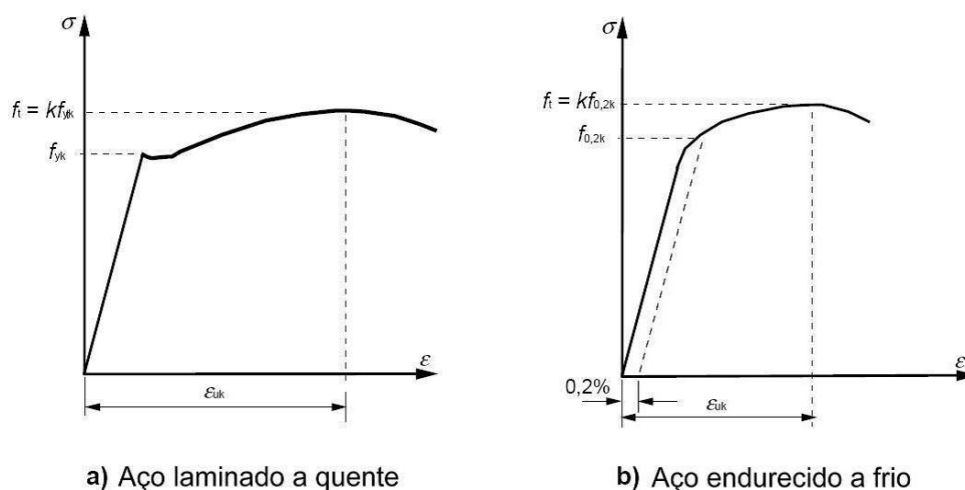 σ
f_t = kf_yk
f_yk
ε
ε_uk
a) Aço laminado a quente
σ
f_t = kf_0,2k
f_0,2k
ε
0,2%
ε_uk
b) Aço endurecido a frio